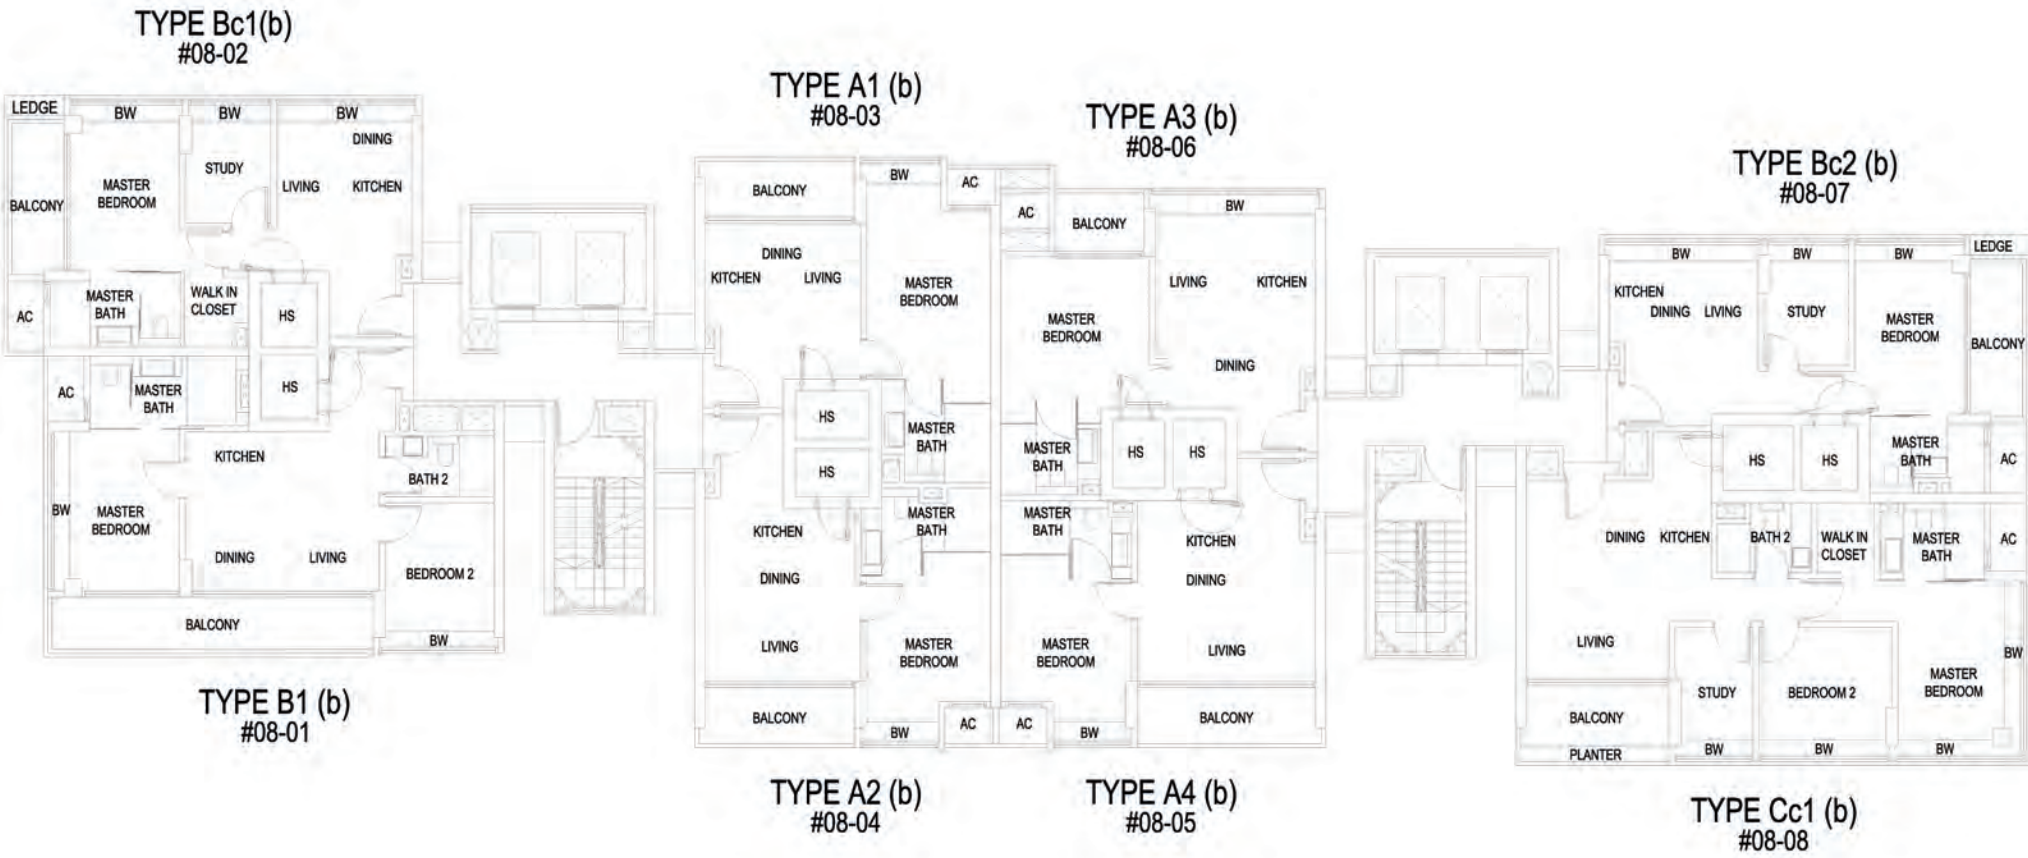 TYPE Bc1(b)
#08-02
LEDGE
BW
BW
BW
DINING
STUDY
MASTER
BEDROOM
LIVING
KITCHEN
BALCONY
MASTER
BATH
WALK IN
CLOSET
AC
HS
HS
AC
MASTER
BATH
KITCHEN
BATH 2
BW
MASTER
BEDROOM
DINING
LIVING
BEDROOM 2
BALCONY
BW
TYPE B1 (b)
#08-01
TYPE A1 (b)
#08-03
BALCONY
BW
AC
DINING
KITCHEN
LIVING
MASTER
BEDROOM
HS
MASTER
BATH
HS
MASTER
BATH
KITCHEN
DINING
LIVING
MASTER
BEDROOM
BALCONY
BW
AC
TYPE A2 (b)
#08-04
TYPE A3 (b)
#08-06
AC
BALCONY
BW
LIVING
KITCHEN
MASTER
BEDROOM
DINING
MASTER
BATH
HS
HS
MASTER
BATH
KITCHEN
DINING
MASTER
BEDROOM
LIVING
AC
BW
BALCONY
TYPE A4 (b)
#08-05
TYPE Bc2 (b)
#08-07
BW
BW
BW
LEDGE
KITCHEN
DINING
LIVING
STUDY
MASTER
BEDROOM
BALCONY
HS
HS
MASTER
BATH
AC
DINING
KITCHEN
BATH 2
WALK IN
CLOSET
MASTER
BATH
AC
LIVING
BW
STUDY
BEDROOM 2
MASTER
BEDROOM
BALCONY
PLANTER
BW
BW
BW
TYPE Cc1 (b)
#08-08